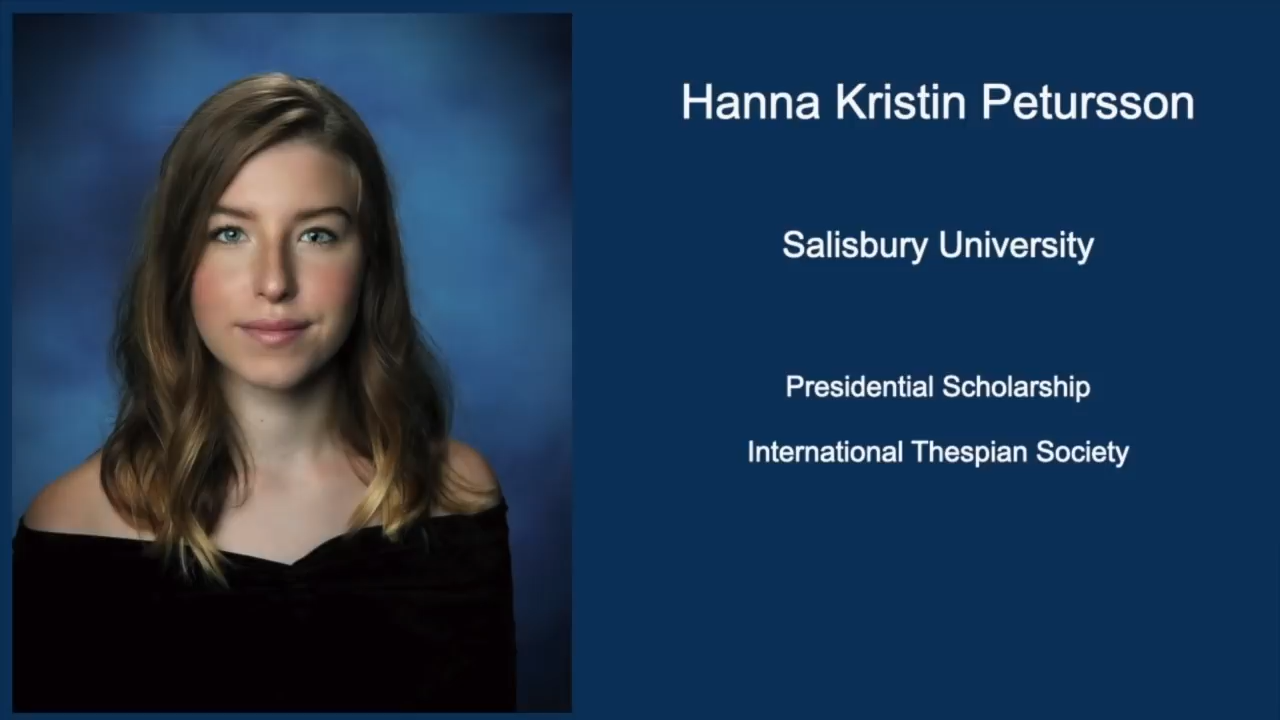 Hanna Kristin Petursson
Salisbury University
Presidential Scholarship
International Thespian Society